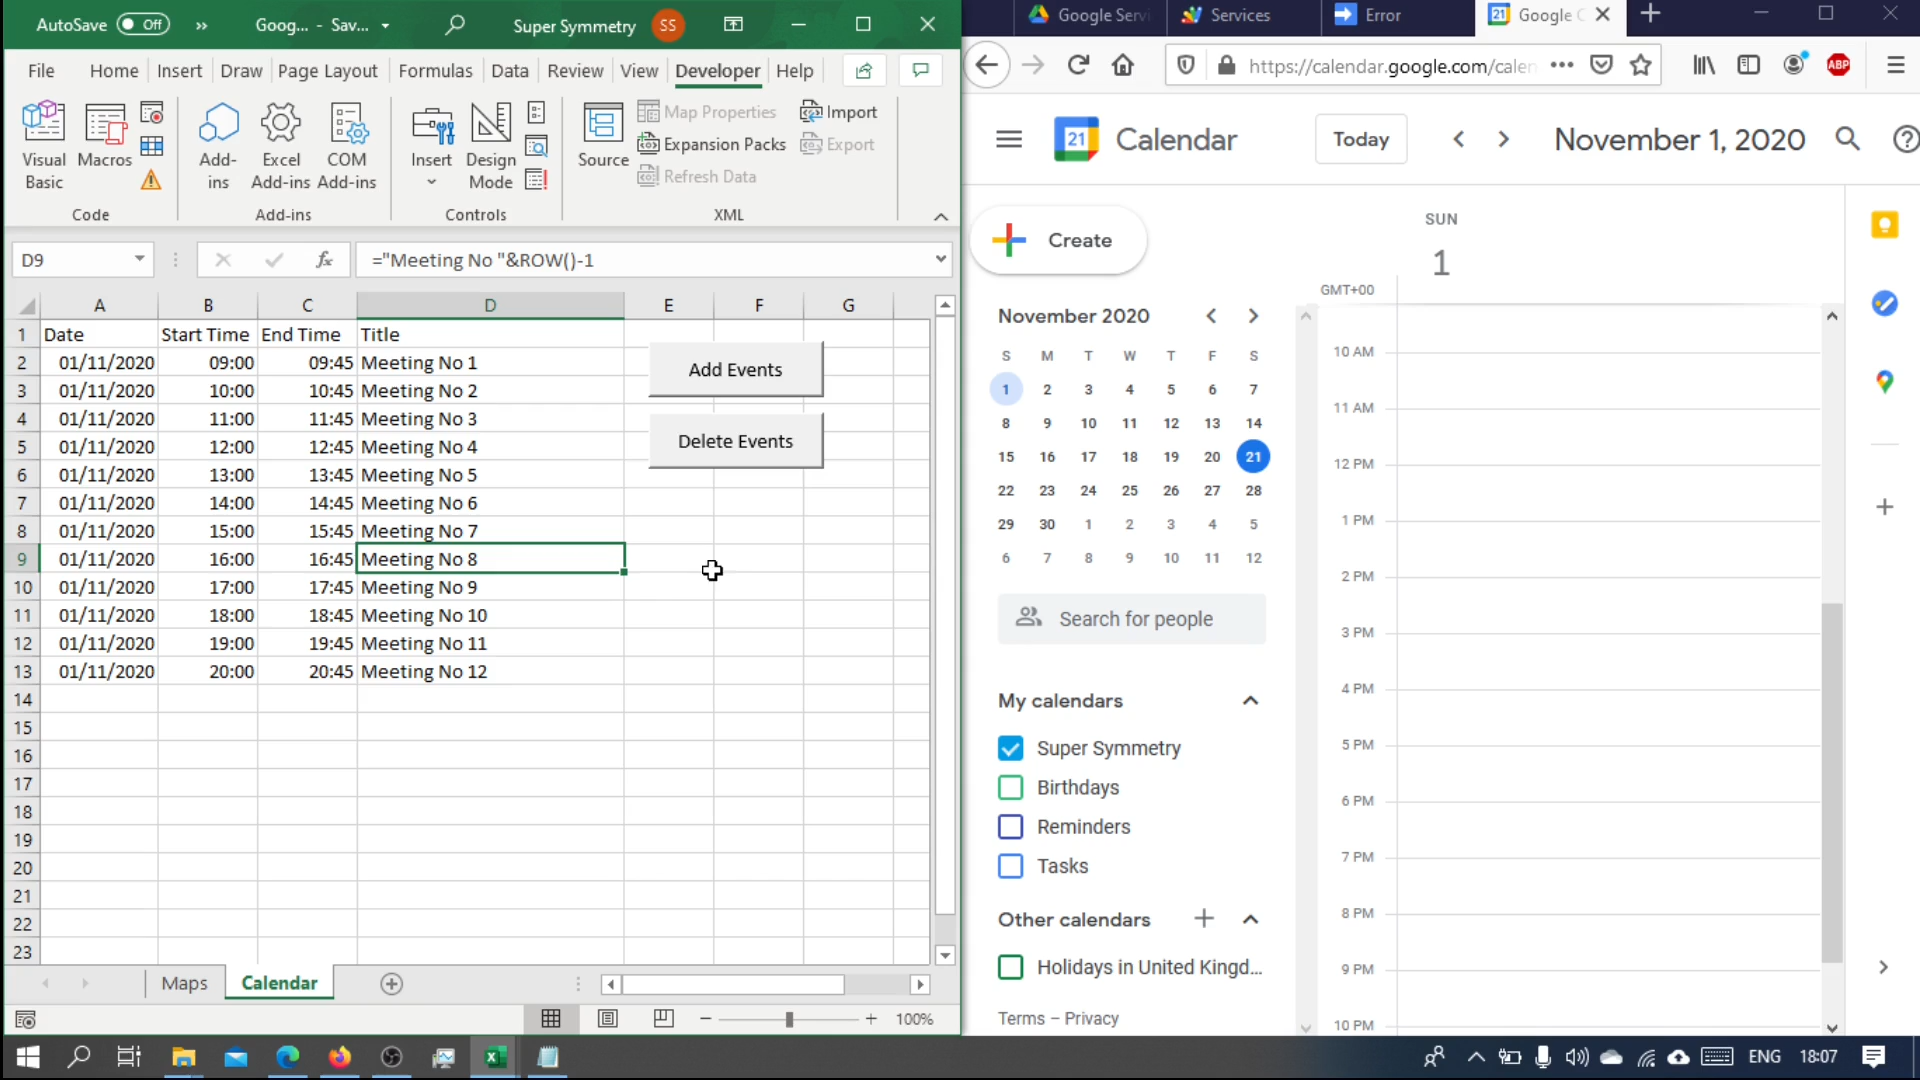 AutoSave Off » Goog... - Sav... Super Symmetry SS
File Home Insert Draw Page Layout Formulas Data Review View Developer Help
Visual Basic
Macros
Add-ins
Excel Add-ins
COM Add-ins
Insert
Design Mode
Source
Map Properties
Expansion Packs
Refresh Data
Import
Export
Code Add-ins Controls XML
D9 fx ="Meeting No "&ROW()-1
A B C D E F G
1 Date Start Time End Time Title
2 01/11/2020 09:00 09:45 Meeting No 1
3 01/11/2020 10:00 10:45 Meeting No 2
4 01/11/2020 11:00 11:45 Meeting No 3
5 01/11/2020 12:00 12:45 Meeting No 4
6 01/11/2020 13:00 13:45 Meeting No 5
7 01/11/2020 14:00 14:45 Meeting No 6
8 01/11/2020 15:00 15:45 Meeting No 7
9 01/11/2020 16:00 16:45 Meeting No 8
10 01/11/2020 17:00 17:45 Meeting No 9
11 01/11/2020 18:00 18:45 Meeting No 10
12 01/11/2020 19:00 19:45 Meeting No 11
13 01/11/2020 20:00 20:45 Meeting No 12
14
15
16
17
18
19
20
21
22
23
Add Events
Delete Events
Maps Calendar
100%
Google Servi Services Error 21 Google C
https://calendar.google.com/calen ABP
21 Calendar Today November 1, 2020
Create
SUN
1
GMT+00
November 2020
S M T W T F S
1 2 3 4 5 6 7
8 9 10 11 12 13 14
15 16 17 18 19 20 21
22 23 24 25 26 27 28
29 30 1 2 3 4 5
6 7 8 9 10 11 12
Search for people
My calendars
Super Symmetry
Birthdays
Reminders
Tasks
Other calendars
Holidays in United Kingd...
Terms – Privacy
10 AM
11 AM
12 PM
1 PM
2 PM
3 PM
4 PM
5 PM
6 PM
7 PM
8 PM
9 PM
10 PM
ENG 18:07